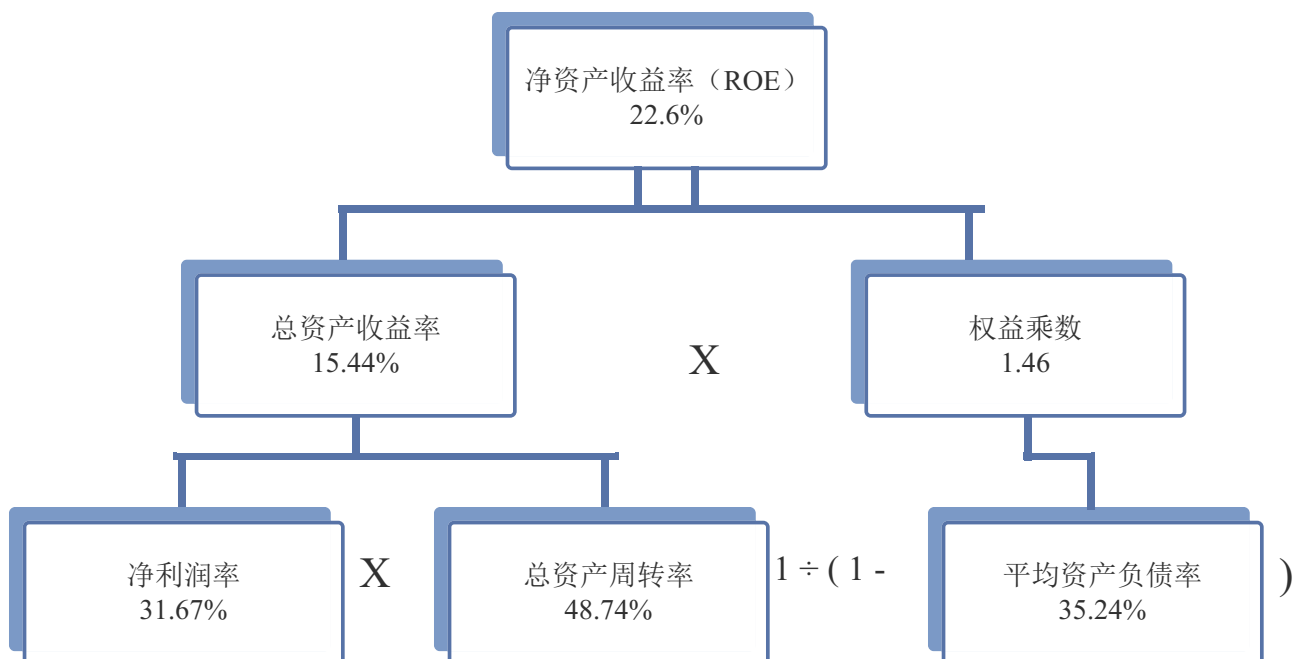 净资产收益率（ROE）
22.6%
总资产收益率
15.44%
X
权益乘数
1.46
净利润率
31.67%
X
总资产周转率
48.74%
1 ÷ ( 1 -
平均资产负债率
35.24%
)